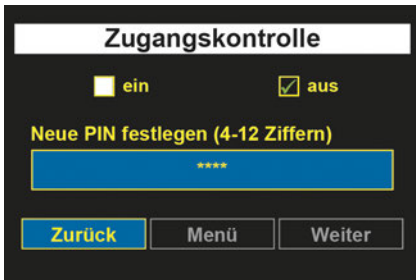 Zugangskontrolle
ein aus
Neue PIN festlegen (4-12 Ziffern)
****
Zurück Menü Weiter